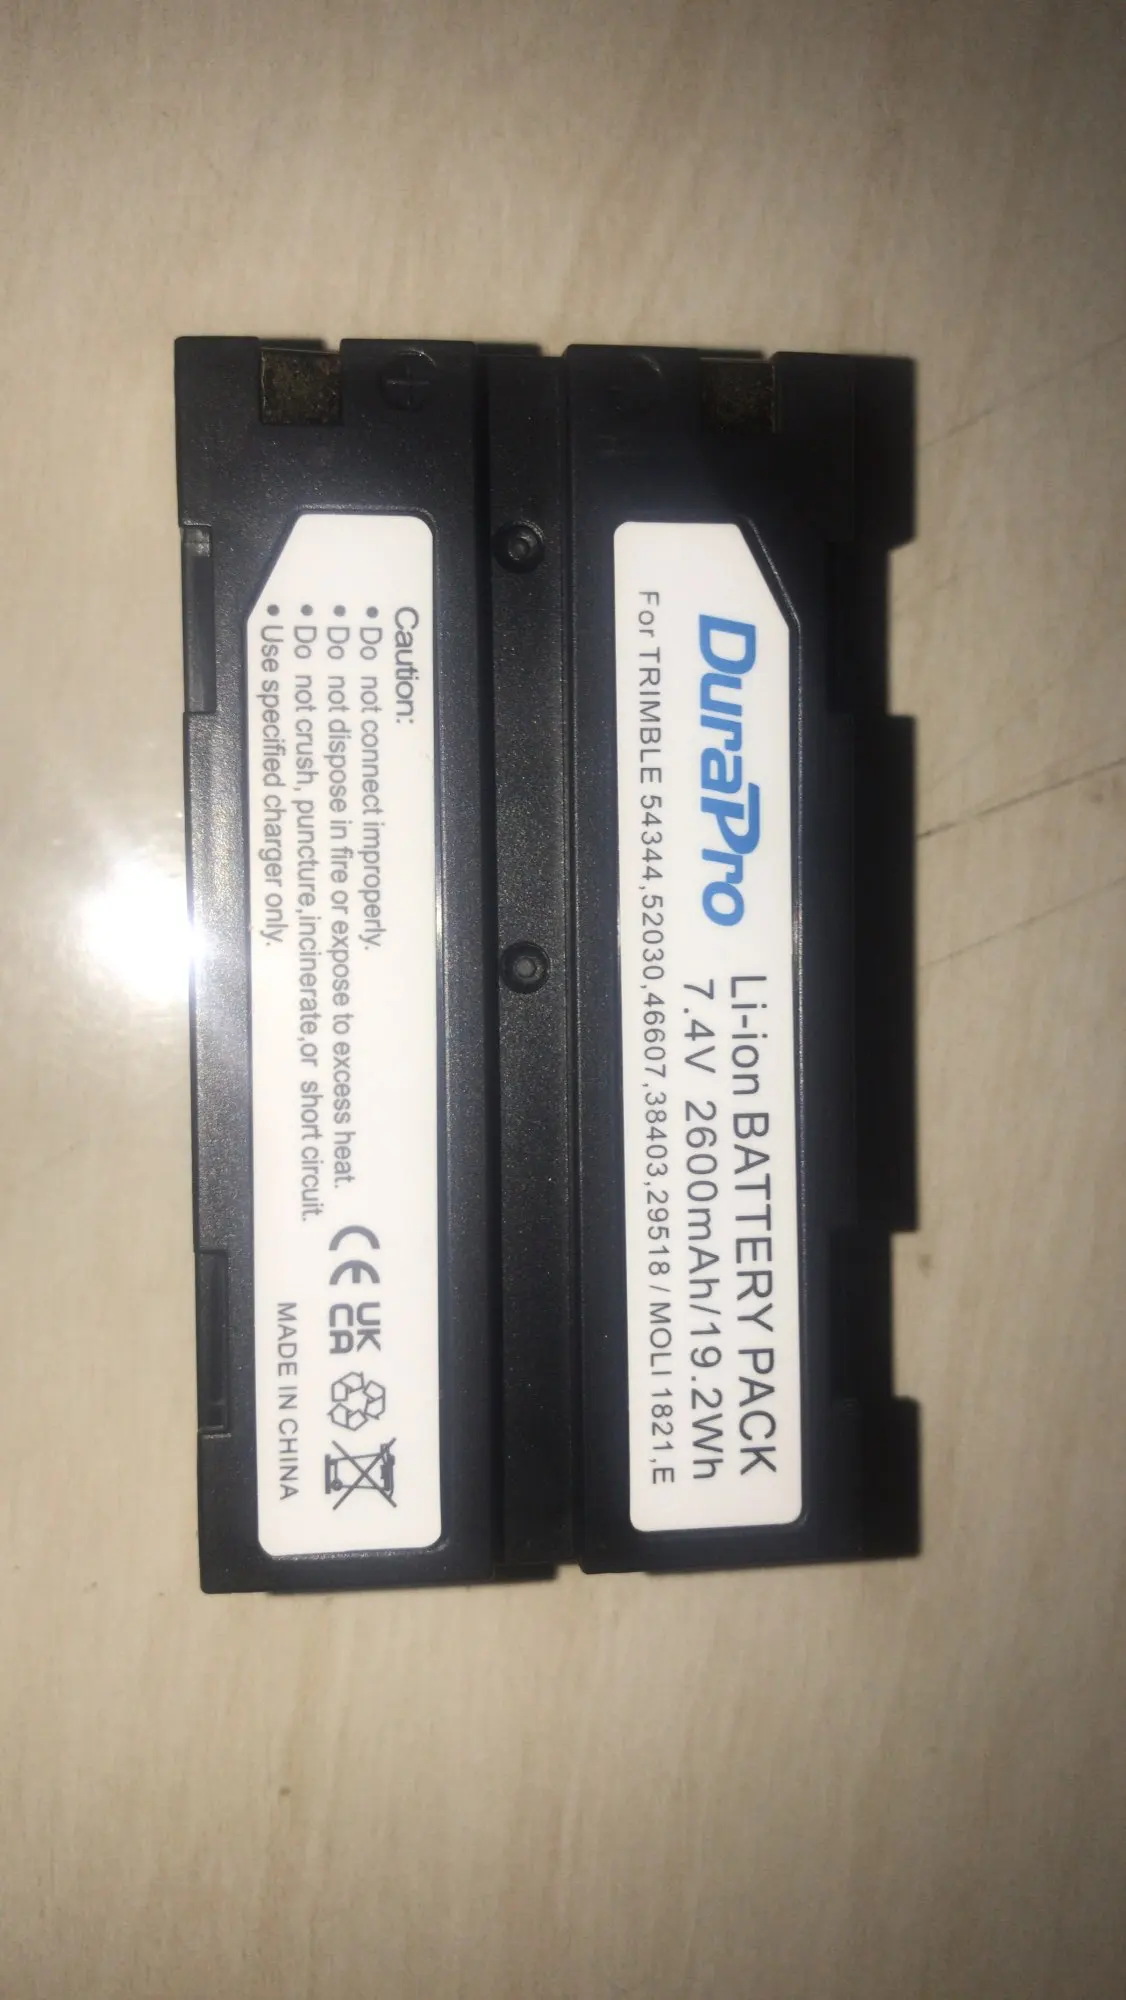 DuraPro
Li-ion BATTERY PACK
7.4V 2600mAh/19.2Wh
For TRIMBLE 54344,52030,46607,38403,29518 / MOLI 1821,E
Caution:
• Do not connect improperly.
• Do not dispose in fire or expose to excess heat.
• Do not crush, puncture,incinerate,or short circuit.
• Use specified charger only.
CE
UK
CA
MADE IN CHINA